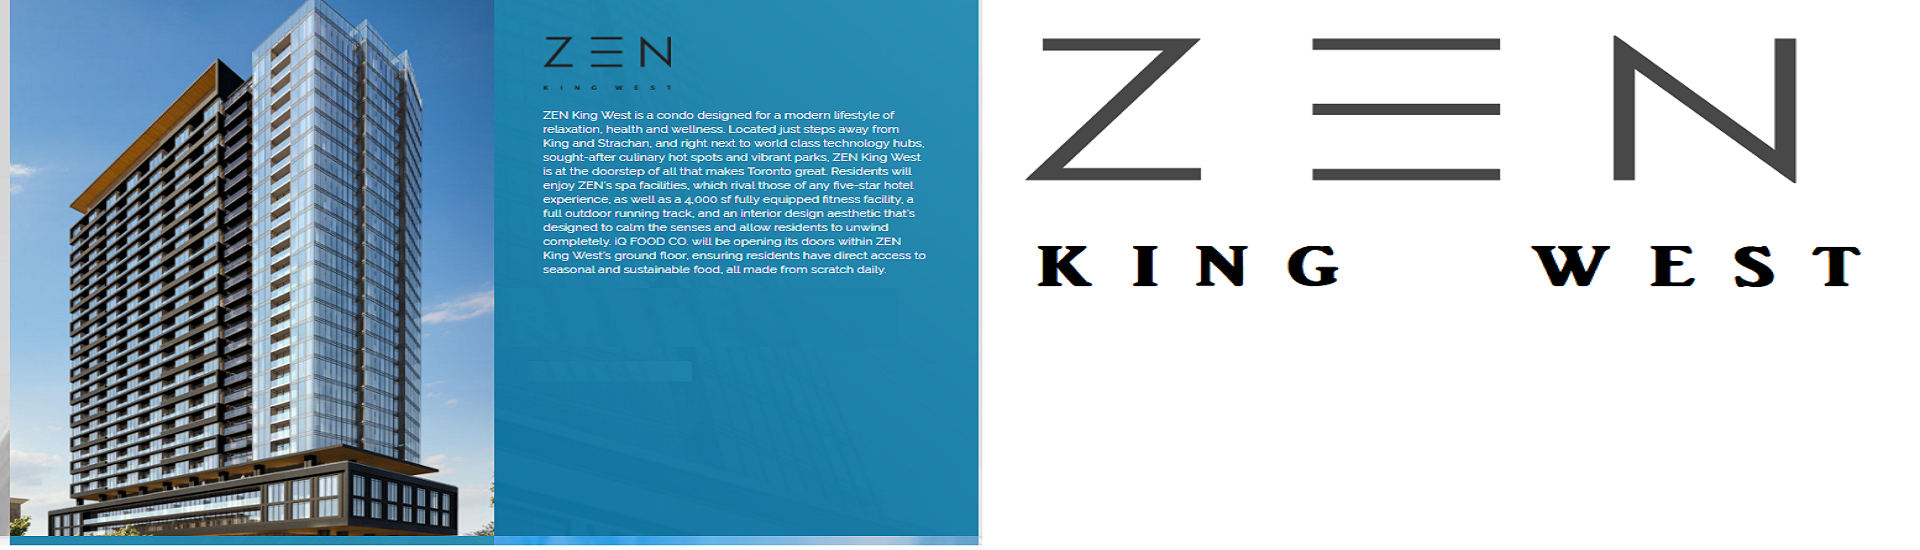 ZEN
KING WEST
ZEN King West is a condo designed for a modern lifestyle of
relaxation, health and wellness. Located just steps away from
King and Strachan, and right next to world class technology hubs,
sought-after culinary hot spots and vibrant parks, ZEN King West
is at the doorstep of all that makes Toronto great. Residents will
enjoy ZEN's spa facilities, which rival those of any five-star hotel
experience, as well as a 4,000 sf fully equipped fitness facility, a
full outdoor running track, and an interior design aesthetic that's
designed to calm the senses and allow residents to unwind
completely. iQ FOOD CO. will be opening its doors within ZEN
King West's ground floor, ensuring residents have direct access to
seasonal and sustainable food, all made from scratch daily.
ZEN
KING WEST